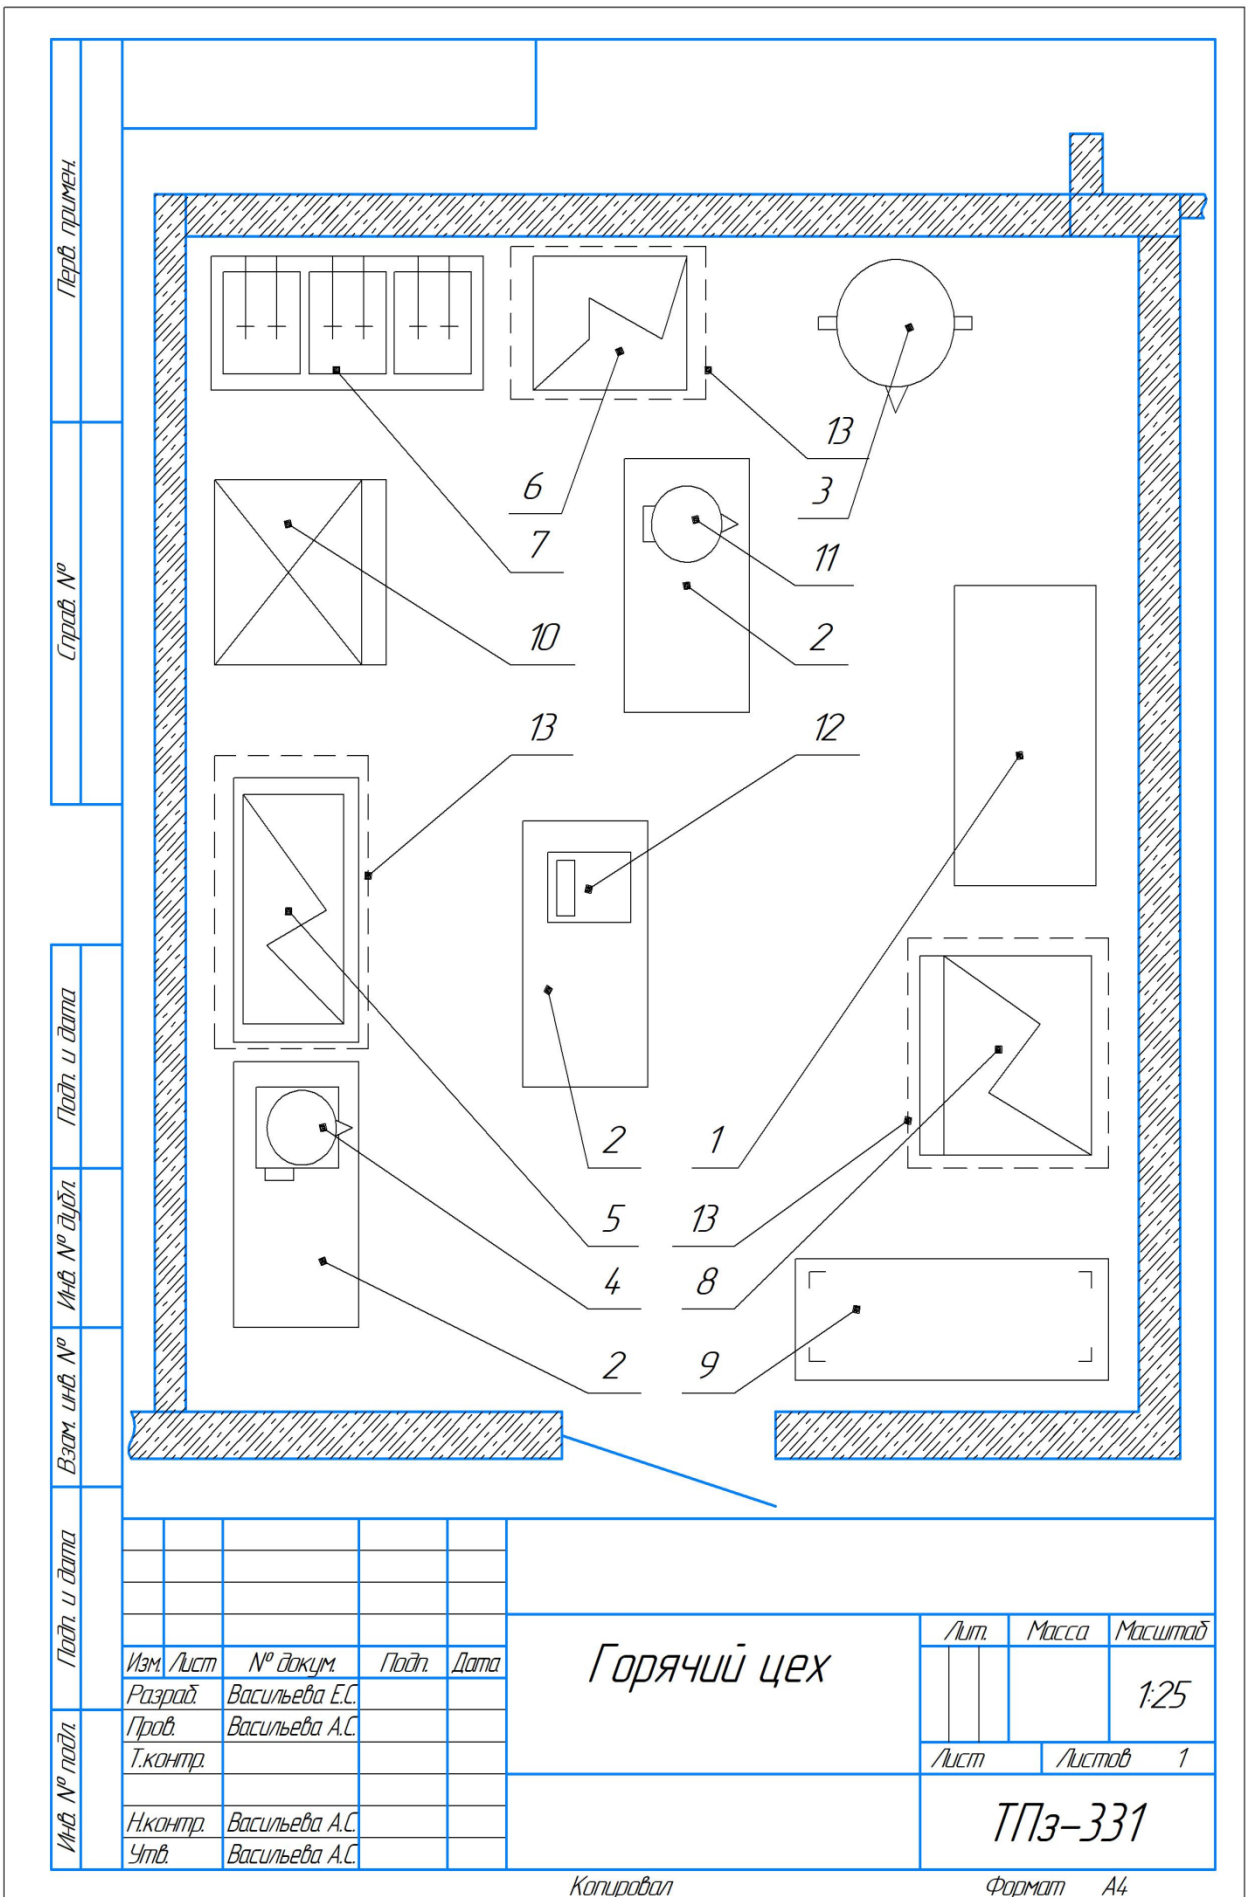 Перв. примен.
Справ. №
Подп. и дата
Инв. № дубл.
Взам. инв. №
Подп. и дата
Инв. № подл.
13
6
3
7
11
10
2
13
12
2
1
5
13
4
8
2
9
Изм. Лист № докум. Подп. Дата
Разраб. Васильева Е.С.
Пров. Васильева А.С.
Т.контр.
Н.контр. Васильева А.С.
Утв. Васильева А.С.
Горячий цех
Лит. Масса Масштаб
1:25
Лист Листов 1
ТПз-331
Копировал Формат А4